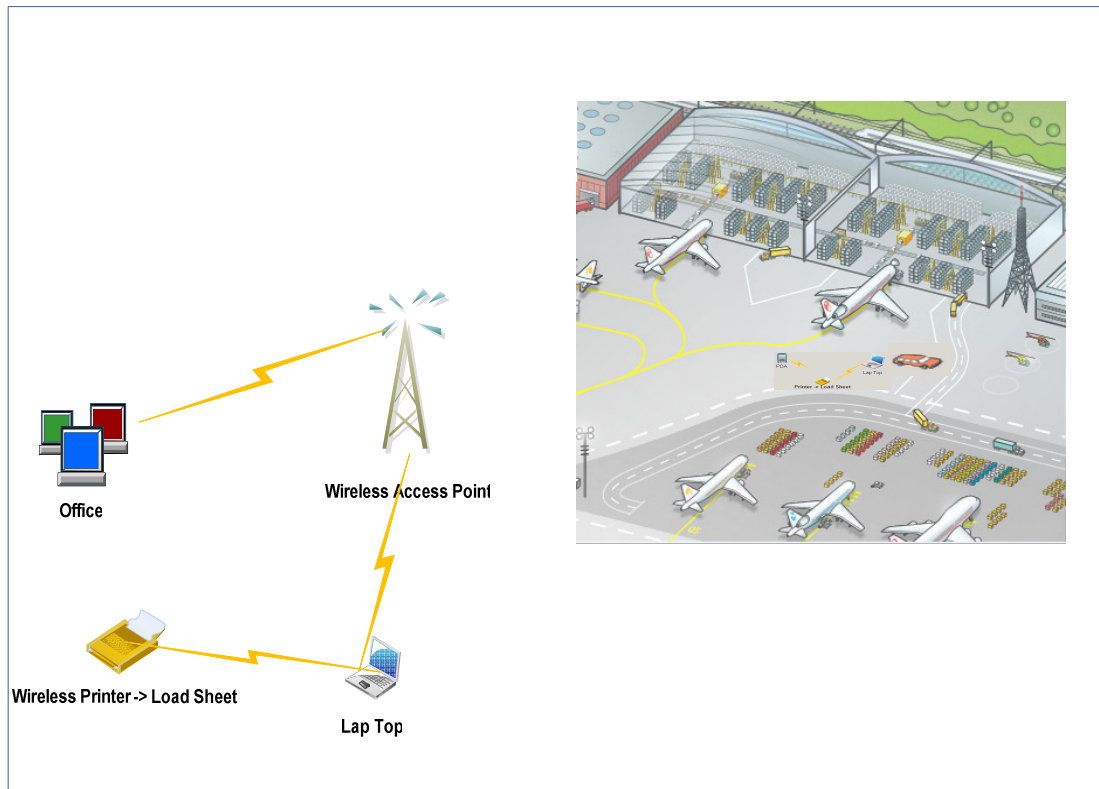 Office
Wireless Access Point
Wireless Printer -> Load Sheet
Lap Top
PDA
Lap Top
Printer -> Load Sheet